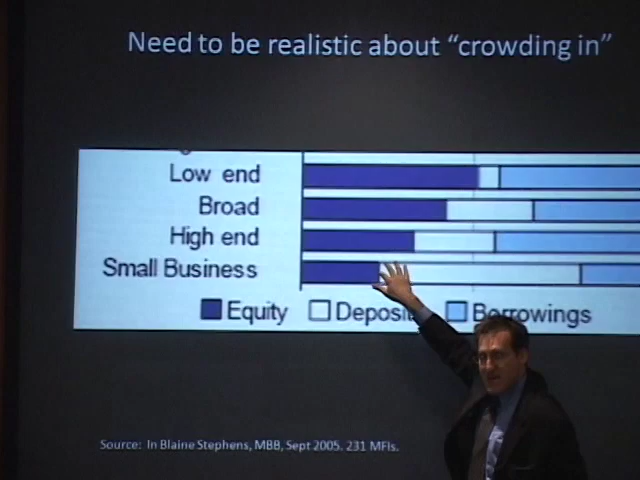 Need to be realistic about "crowding in"
Low end
Broad
High end
Small Business
Equity Deposits Borrowings
Source: In Blaine Stephens, MBB, Sept 2005. 231 MFIs.